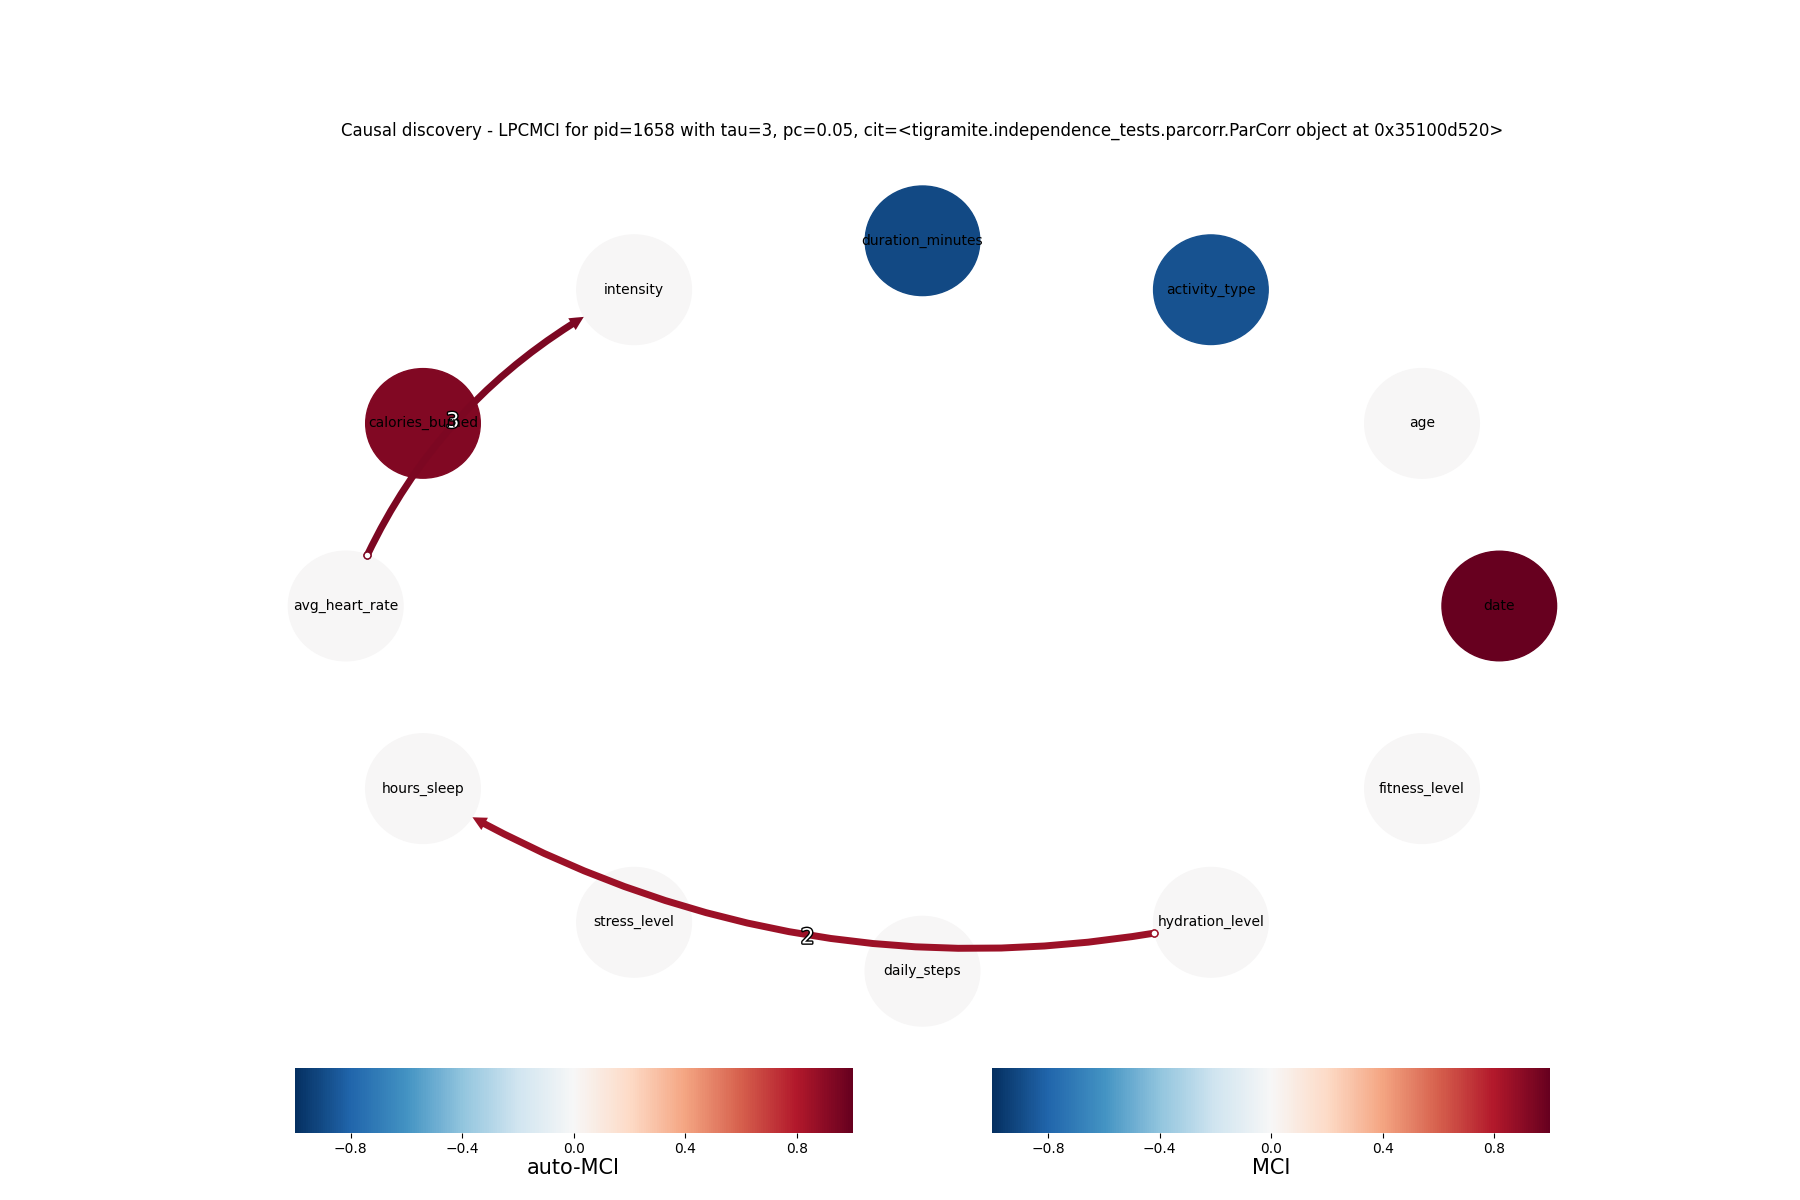 Causal discovery - LPCMCI for pid=1658 with tau=3, pc=0.05, cit=<tigramite.independence_tests.parcorr.ParCorr object at 0x35100d520>
duration_minutes
intensity
activity_type
calories_burned
3
age
avg_heart_rate
date
hours_sleep
fitness_level
stress_level
2
hydration_level
daily_steps
−0.8 −0.4 0.0 0.4 0.8
auto-MCI
−0.8 −0.4 0.0 0.4 0.8
MCI